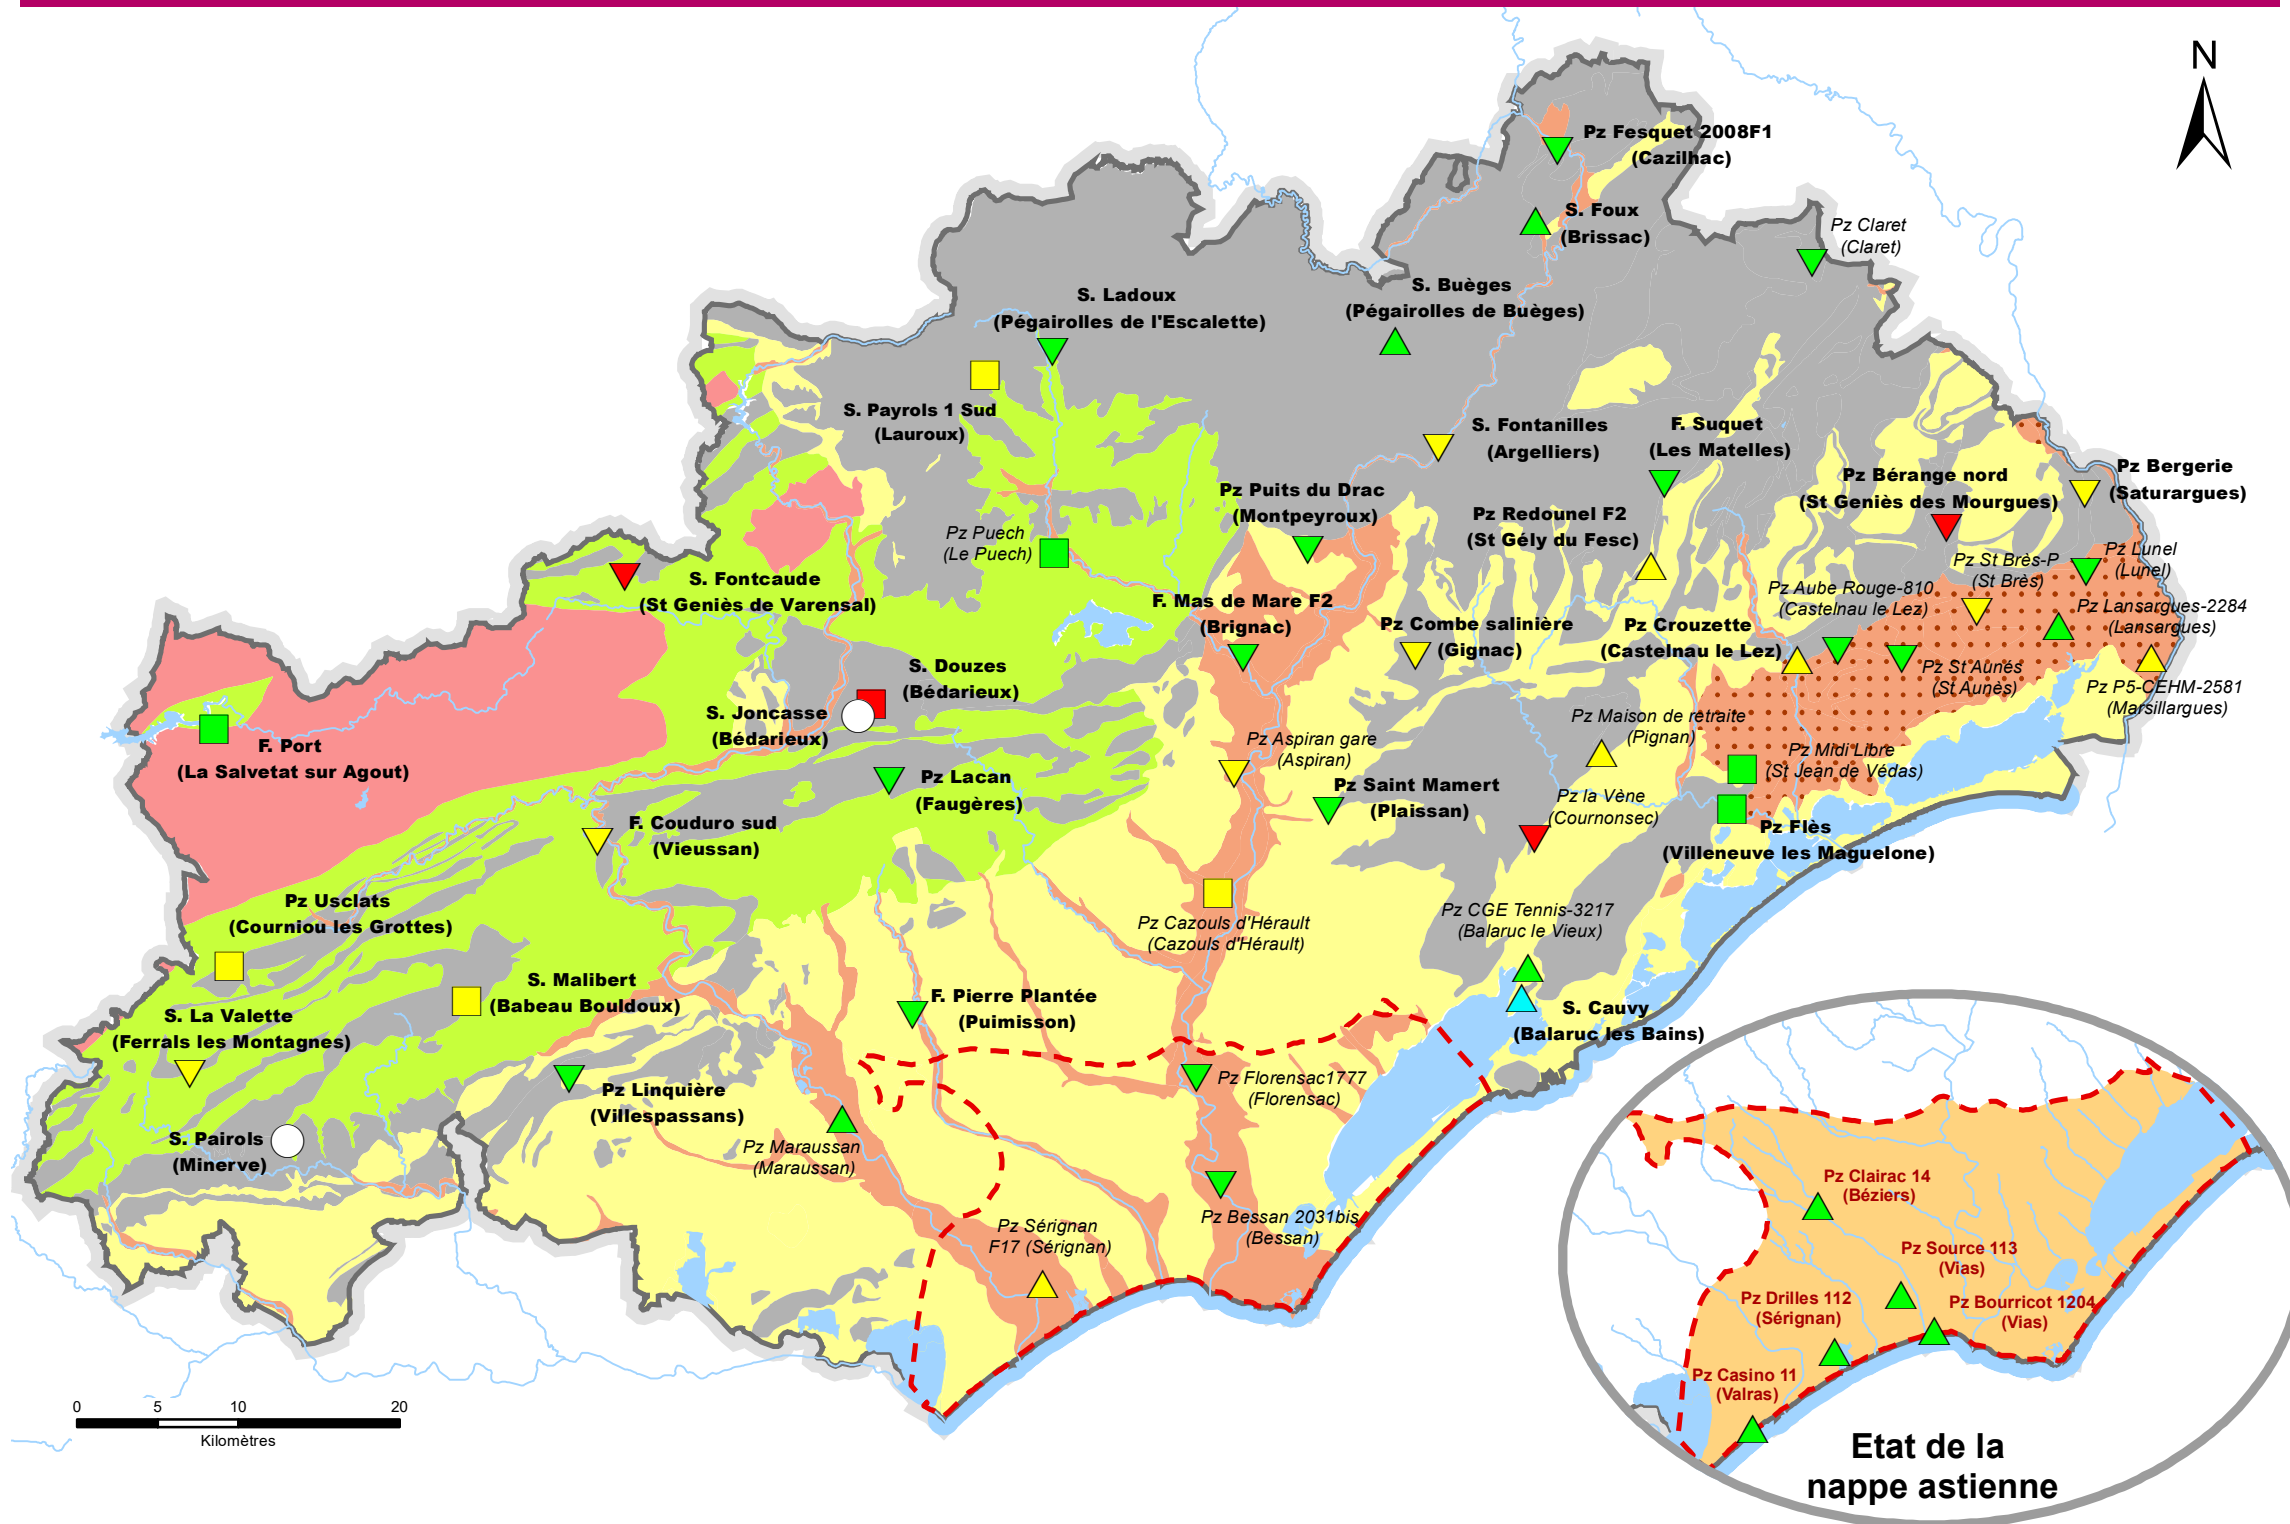 N
Pz Fesquet 2008F1
(Cazilhac)
S. Foux
(Brissac)
Pz Claret
(Claret)
S. Buèges
(Pégairolles de Buèges)
S. Ladoux
(Pégairolles de l'Escalette)
S. Payrols 1 Sud
(Lauroux)
S. Fontanilles
(Argelliers)
F. Suquet
(Les Matelles)
Pz Bérange nord
(St Geniès des Mourgues)
Pz Bergerie
(Saturargues)
Pz Puits du Drac
(Montpeyroux)
Pz Redounel F2
(St Gély du Fesc)
Pz Puech
(Le Puech)
Pz St Brès-P
(St Brès)
Pz Lunel
(Lunel)
S. Fontcaude
(St Geniès de Varensal)
F. Mas de Mare F2
(Brignac)
Pz Combe salinière
(Gignac)
Pz Aube Rouge-810
(Castelnau le Lez)
Pz Crouzette
(Castelnau le Lez)
Pz Lansargues-2284
(Lansargues)
S. Douzes
(Bédarieux)
S. Joncasse
(Bédarieux)
Pz St Aunés
(St Aunès)
Pz P5-CEHM-2581
(Marsillargues)
F. Port
(La Salvetat sur Agout)
Pz Maison de retraite
(Pignan)
Pz Aspiran gare
(Aspiran)
Pz Midi Libre
(St Jean de Védas)
Pz Lacan
(Faugères)
Pz Saint Mamert
(Plaissan)
Pz la Vène
(Cournonsec)
F. Couduro sud
(Vieussan)
Pz Flès
(Villeneuve les Maguelone)
Pz Usclats
(Courniou les Grottes)
Pz Cazouls d'Hérault
(Cazouls d'Hérault)
Pz CGE Tennis-3217
(Balaruc le Vieux)
S. Malibert
(Babeau Bouldoux)
F. Pierre Plantée
(Puimisson)
S. Cauvy
(Balaruc les Bains)
S. La Valette
(Ferrals les Montagnes)
Pz Linquière
(Villespassans)
Pz Florensac1777
(Florensac)
S. Pairols
(Minerve)
Pz Maraussan
(Maraussan)
Pz Sérignan
F17 (Sérignan)
Pz Bessan 2031bis
(Bessan)
Pz Clairac 14
(Béziers)
Pz Source 113
(Vias)
Pz Drilles 112
(Sérignan)
Pz Bourricot 1204
(Vias)
Pz Casino 11
(Valras)
0 5 10 20
Kilomètres
Etat de la
nappe astienne